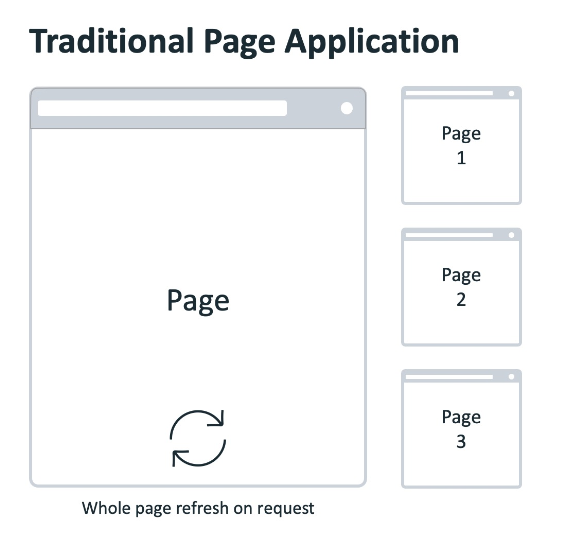 Traditional Page Application
Page
Whole page refresh on request
Page
1
Page
2
Page
3